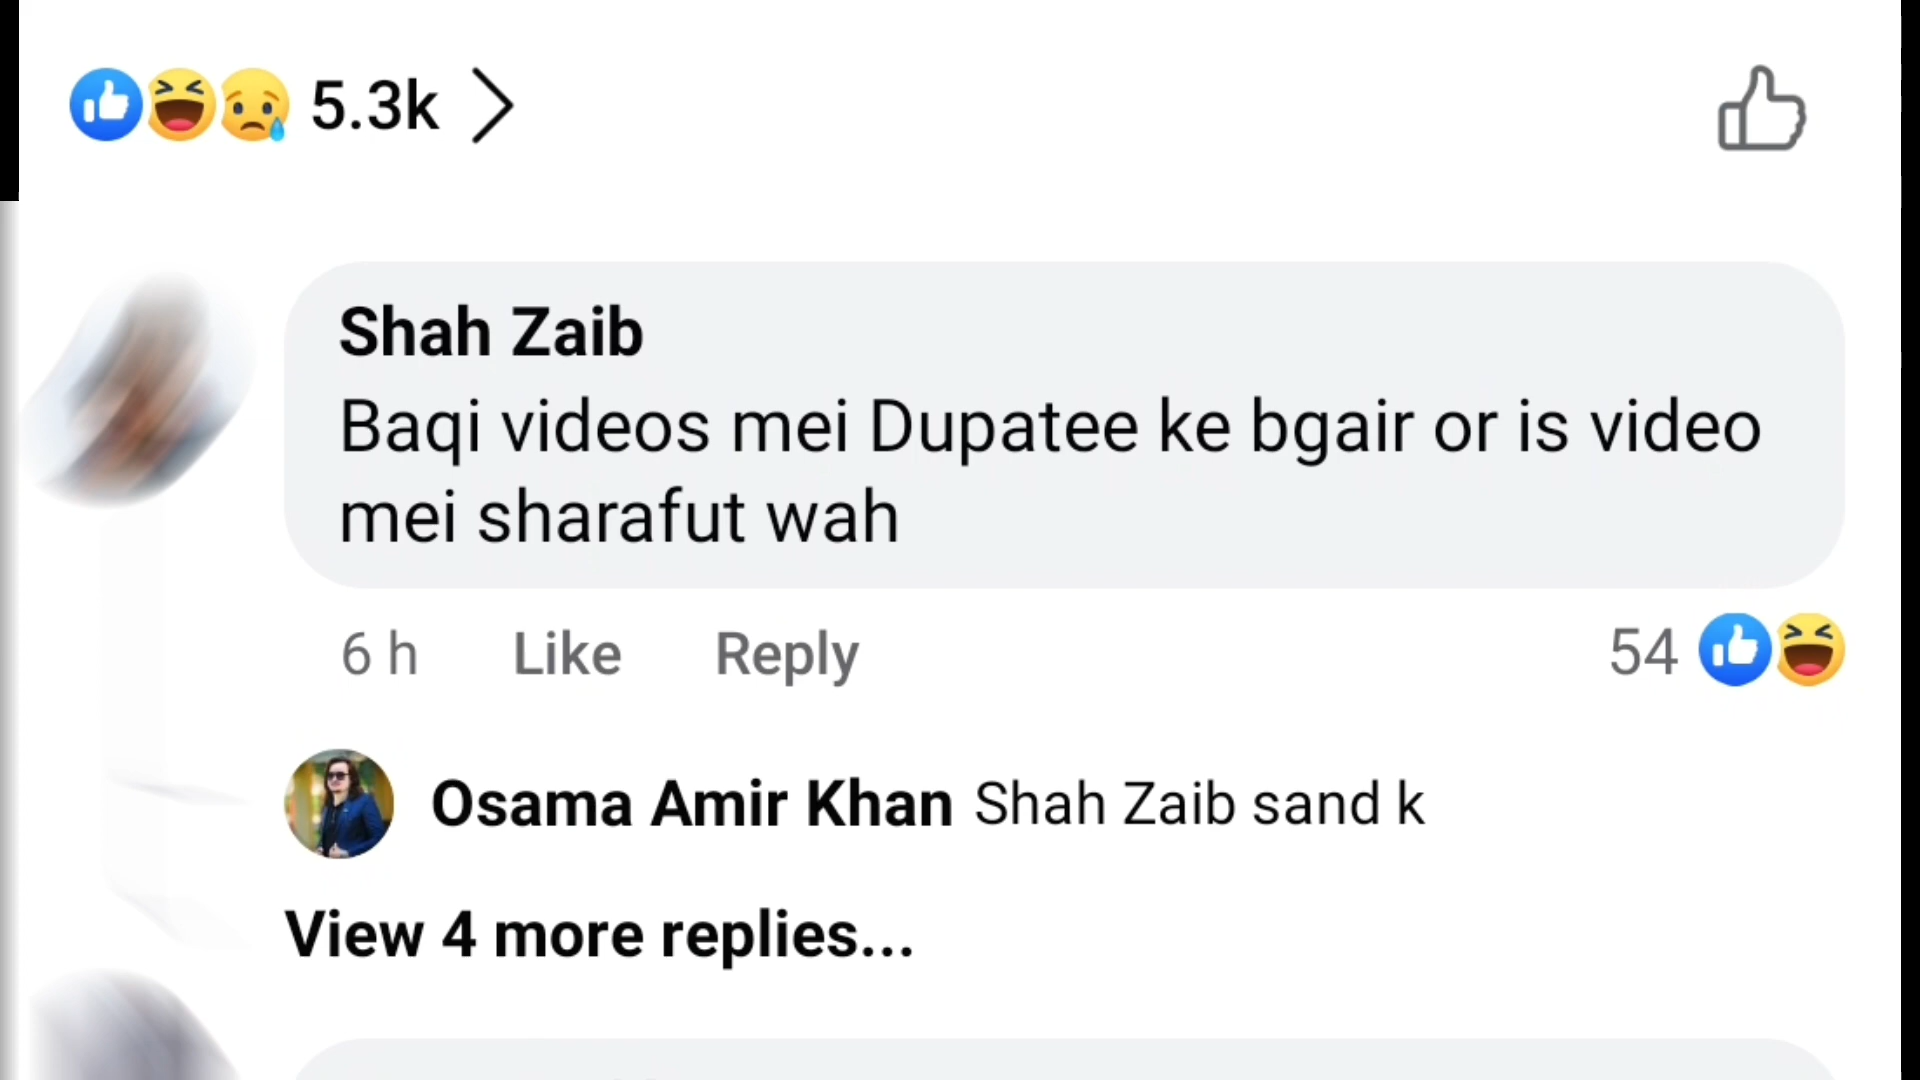 5.3k
Shah Zaib
Baqi videos mei Dupatee ke bgair or is video
mei sharafut wah
6 h Like Reply 54
Osama Amir Khan Shah Zaib sand k
View 4 more replies...